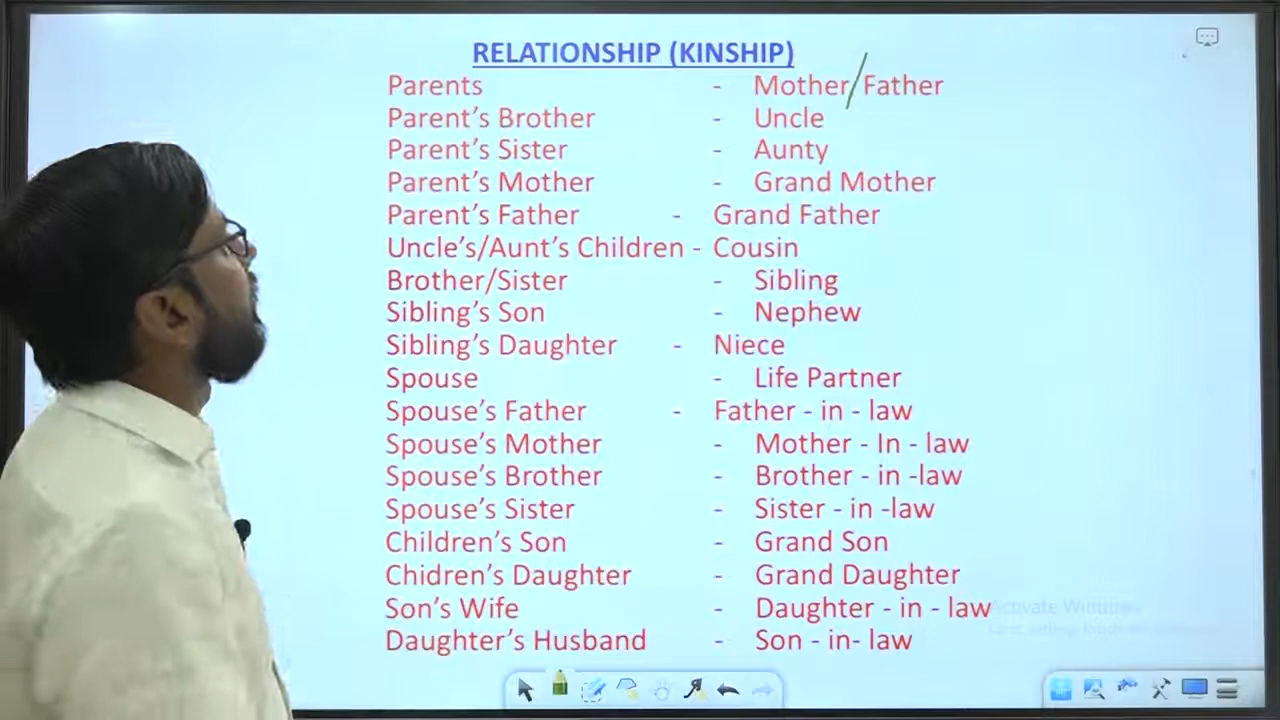 RELATIONSHIP (KINSHIP)
Parents - Mother/Father
Parent's Brother - Uncle
Parent's Sister - Aunty
Parent's Mother - Grand Mother
Parent's Father - Grand Father
Uncle's/Aunt's Children - Cousin
Brother/Sister - Sibling
Sibling's Son - Nephew
Sibling's Daughter - Niece
Spouse - Life Partner
Spouse's Father - Father - in - law
Spouse's Mother - Mother - In - law
Spouse's Brother - Brother - in -law
Spouse's Sister - Sister - in -law
Children's Son - Grand Son
Chidren's Daughter - Grand Daughter
Son's Wife - Daughter - in - law
Activate Windows
Daughter's Husband - Son - in- law